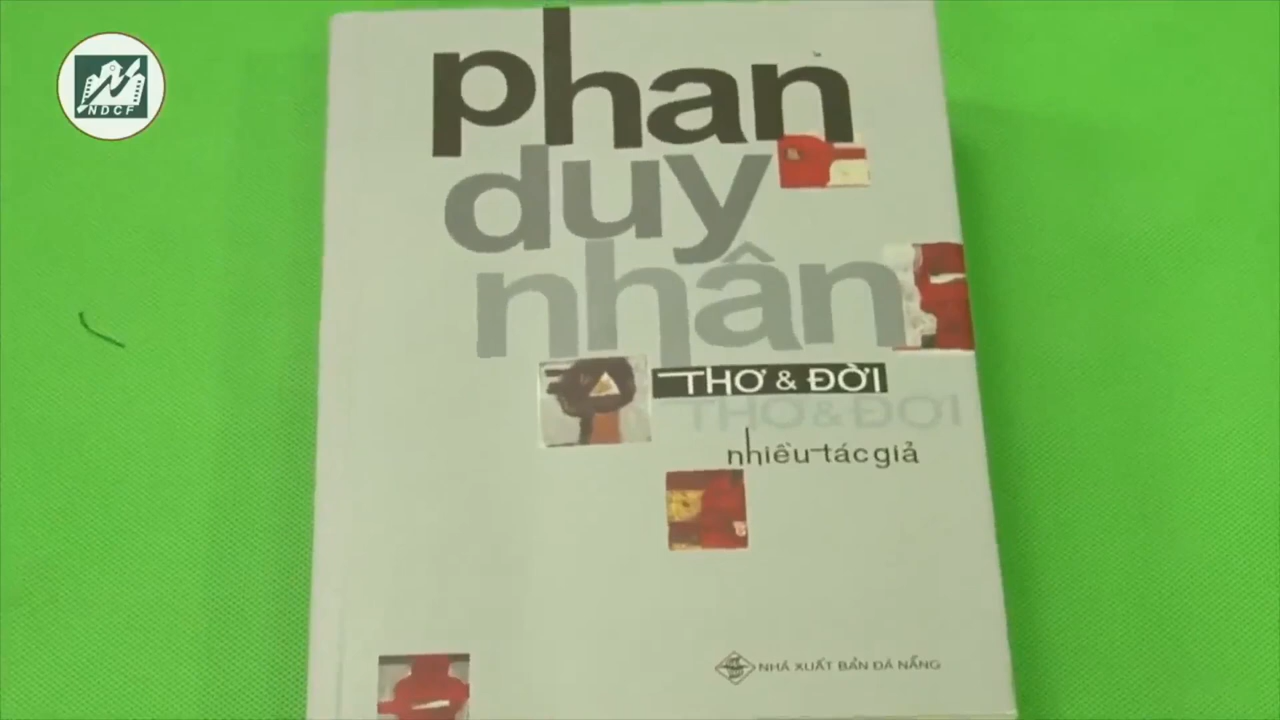 NDCF
phan
duy
nhân
THƠ & ĐỜI
THƠ & ĐỜI
nhiều tác giả
NHÀ XUẤT BẢN ĐÀ NẴNG